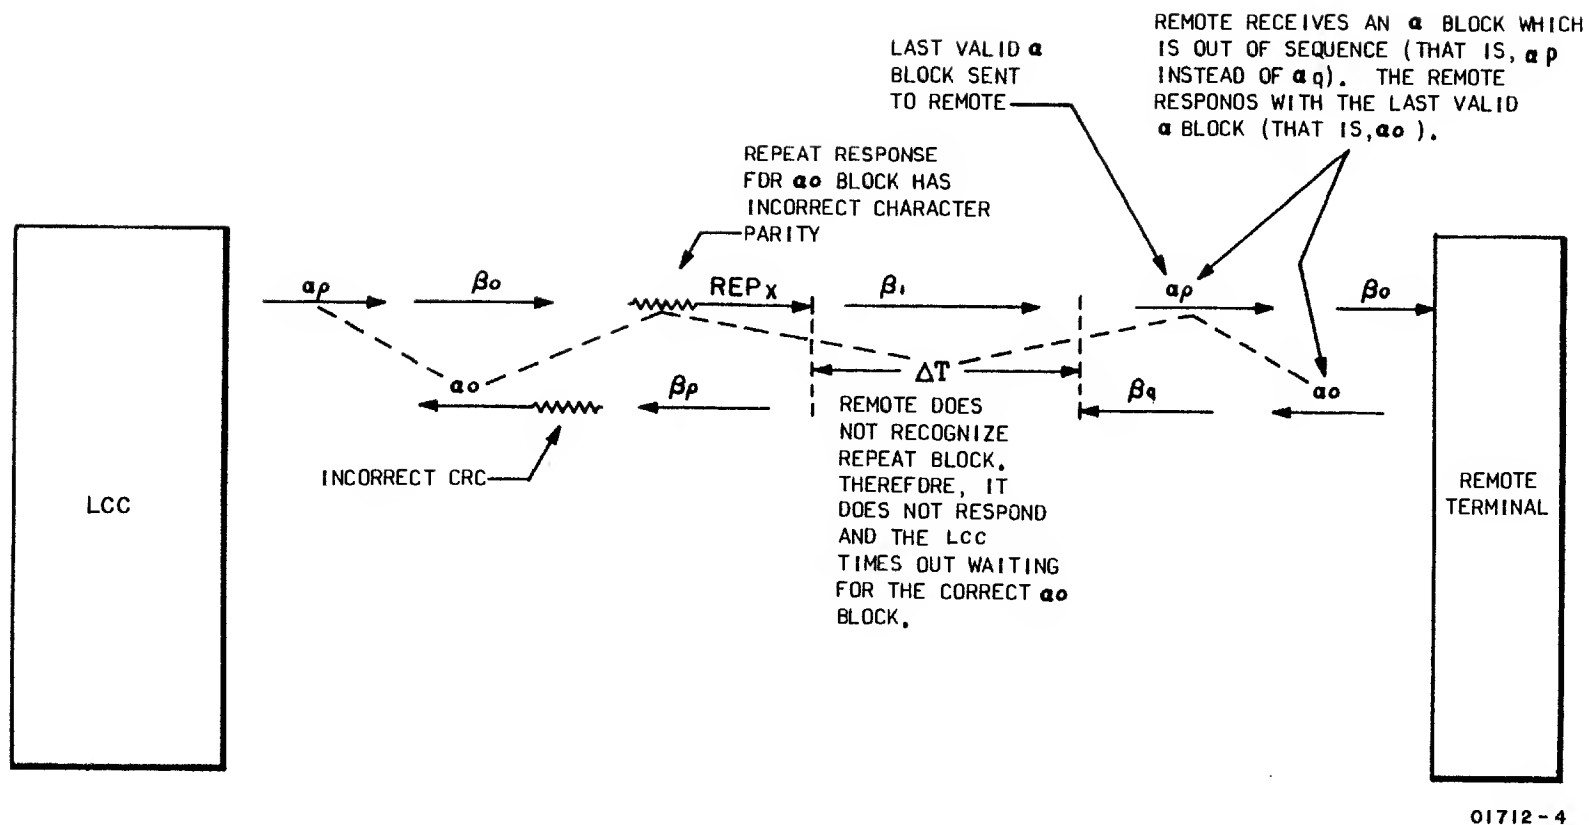 REMOTE RECEIVES AN α BLOCK WHICH
IS OUT OF SEQUENCE (THAT IS, αp
INSTEAD OF αq). THE REMOTE
RESPONOS WITH THE LAST VALID
α BLOCK (THAT IS, αo ).
LAST VALID α
BLOCK SENT
TO REMOTE
REPEAT RESPONSE
FDR αo BLOCK HAS
INCORRECT CHARACTER
PARITY
αp
βo
REPx
β1
αp
βo
αo
βp
ΔT
βq
αo
INCORRECT CRC
REMOTE DOES
NOT RECOGNIZE
REPEAT BLOCK.
THEREFDRE, IT
DOES NOT RESPOND
AND THE LCC
TIMES OUT WAITING
FOR THE CORRECT αo
BLOCK.
LCC
REMOTE
TERMINAL
01712-4